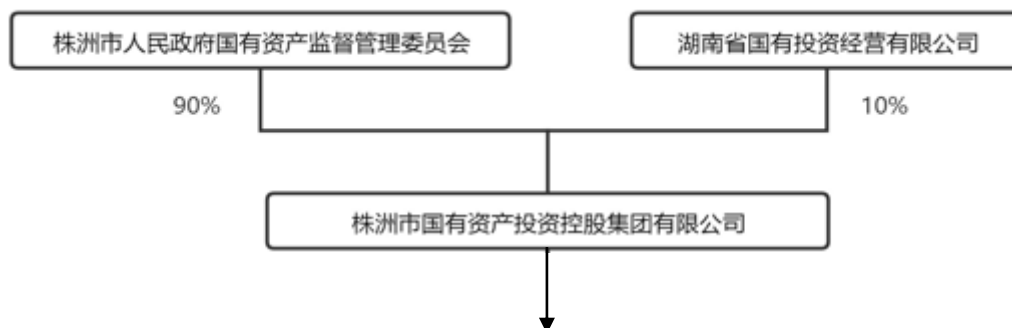 株洲市人民政府国有资产监督管理委员会
湖南省国有投资经营有限公司
90%
10%
株洲市国有资产投资控股集团有限公司